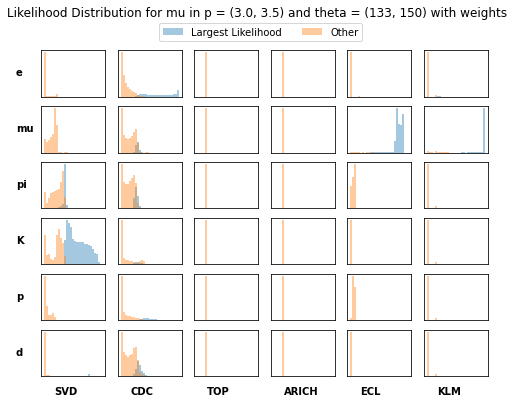 Likelihood Distribution for mu in p = (3.0, 3.5) and theta = (133, 150) with weights
Largest Likelihood Other
e
mu
pi
K
p
d
SVD CDC TOP ARICH ECL KLM